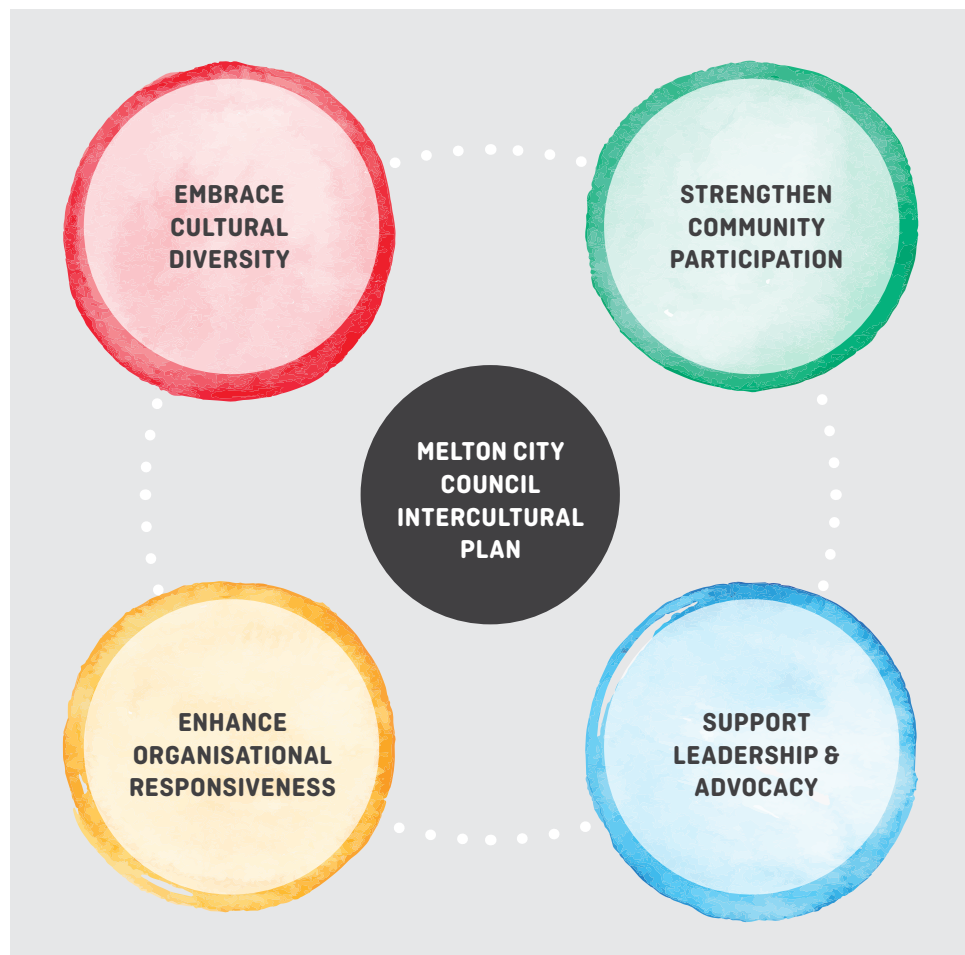 EMBRACE
CULTURAL
DIVERSITY
STRENGTHEN
COMMUNITY
PARTICIPATION
MELTON CITY
COUNCIL
INTERCULTURAL
PLAN
ENHANCE
ORGANISATIONAL
RESPONSIVENESS
SUPPORT
LEADERSHIP &
ADVOCACY